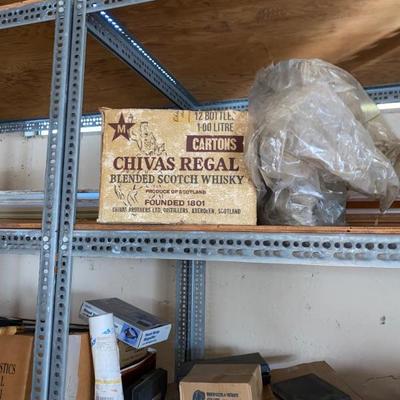 M
12 BOTTLE,
1·00 LITRE
CARTONS
CHIVAS REGAL
BLENDED SCOTCH WHISKY
PRODUCE OF SCOTLAND
FOUNDED 1801
CHIVAS BROTHERS LTD, DISTILLERS, ABERDEEN, SCOTLAND